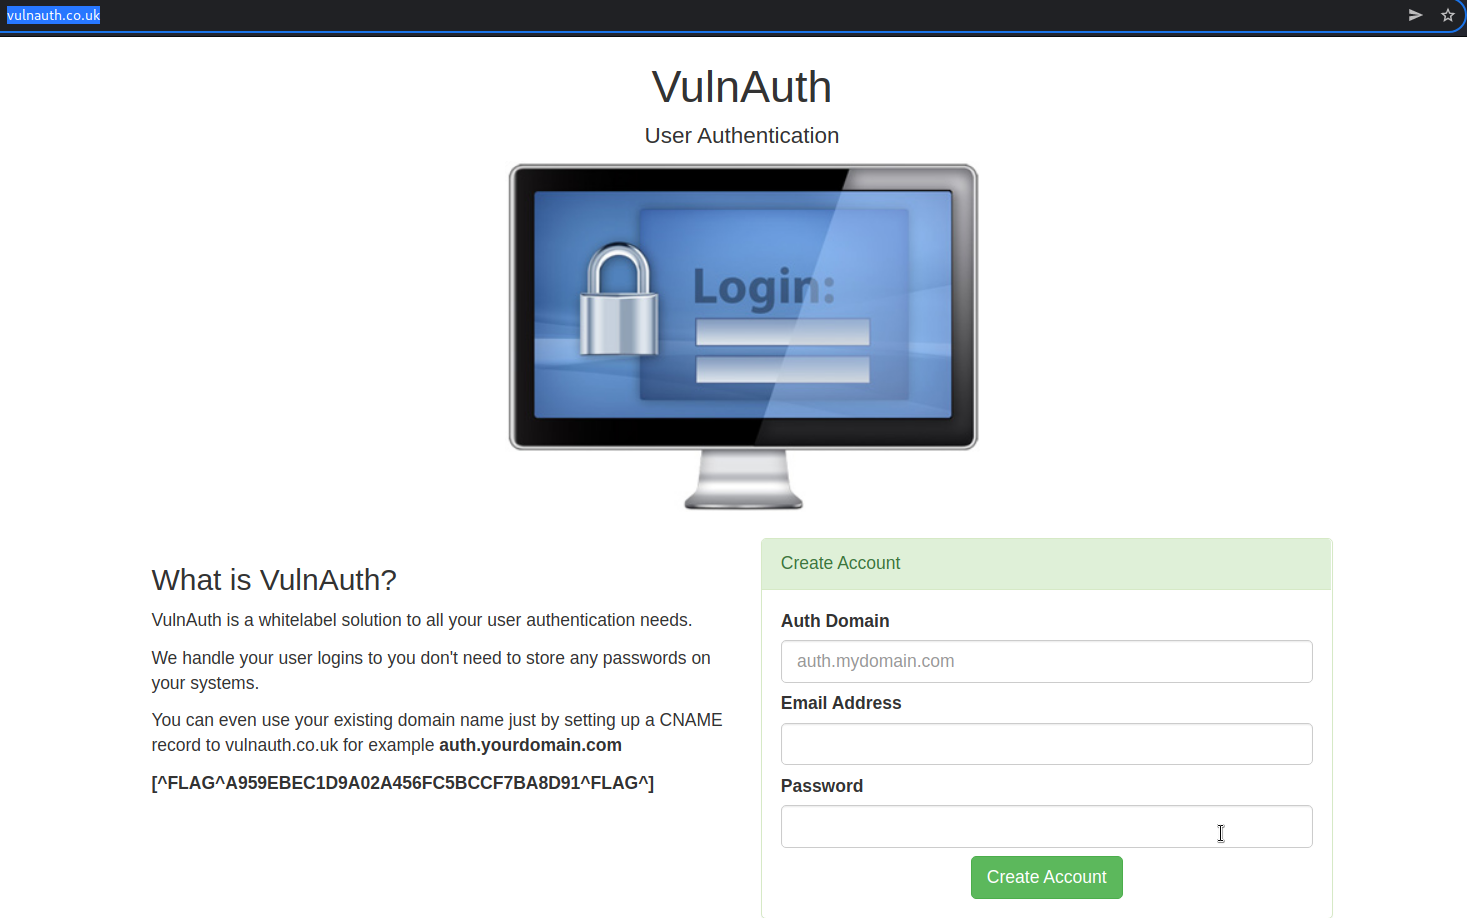 vulnauth.co.uk
VulnAuth
User Authentication
Login:
What is VulnAuth?
VulnAuth is a whitelabel solution to all your user authentication needs.
We handle your user logins to you don't need to store any passwords on
your systems.
You can even use your existing domain name just by setting up a CNAME
record to vulnauth.co.uk for example auth.yourdomain.com
[^FLAG^A959EBEC1D9A02A456FC5BCCF7BA8D91^FLAG^]
Create Account
Auth Domain
auth.mydomain.com
Email Address
Password
Create Account